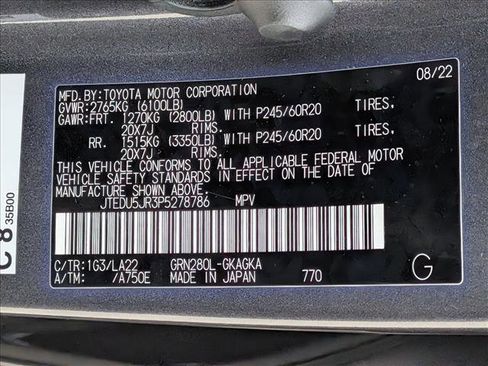 08/22
MFD.BY:TOYOTA MOTOR CORPORATION
GVWR:2765KG (6100LB)
GAWR:FRT. 1270KG (2800LB) WITH P245/60R20 TIRES,
20X7J RIMS.
RR. 1515KG (3350LB) WITH P245/60R20 TIRES,
20X7J RIMS.
THIS VEHICLE CONFORMS TO ALL APPLICABLE FEDERAL MOTOR
VEHICLE SAFETY STANDARDS IN EFFECT ON THE DATE OF
MANUFACTURE SHOWN ABOVE.
JTEDU5JR3P5278786 MPV
C/TR:1G3/LA22 GRN280L-GKAGKA
A/TM: /A750E MADE IN JAPAN 770
G
C 8
35B00